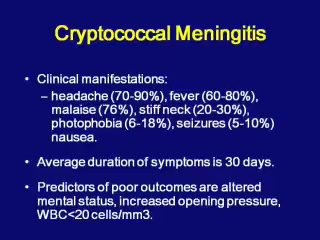 Cryptococcal Meningitis
• Clinical manifestations:
– headache (70-90%), fever (60-80%),
malaise (76%), stiff neck (20-30%),
photophobia (6-18%), seizures (5-10%)
nausea.
• Average duration of symptoms is 30 days.
• Predictors of poor outcomes are altered
mental status, increased opening pressure,
WBC<20 cells/mm3.